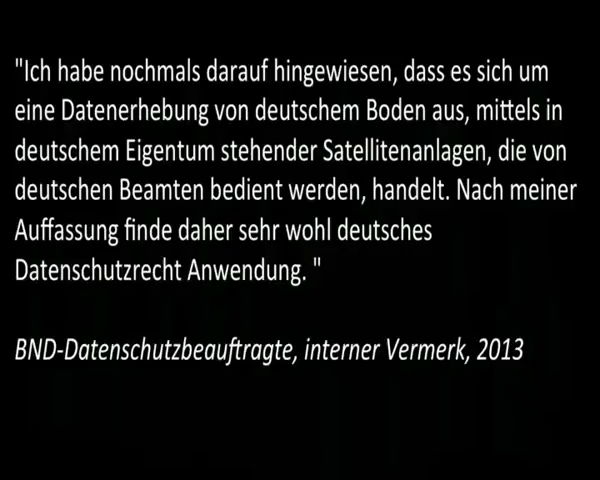 "Ich habe nochmals darauf hingewiesen, dass es sich um
eine Datenerhebung von deutschem Boden aus, mittels in
deutschem Eigentum stehender Satellitenanlagen, die von
deutschen Beamten bedient werden, handelt. Nach meiner
Auffassung finde daher sehr wohl deutsches
Datenschutzrecht Anwendung. "
BND-Datenschutzbeauftragte, interner Vermerk, 2013